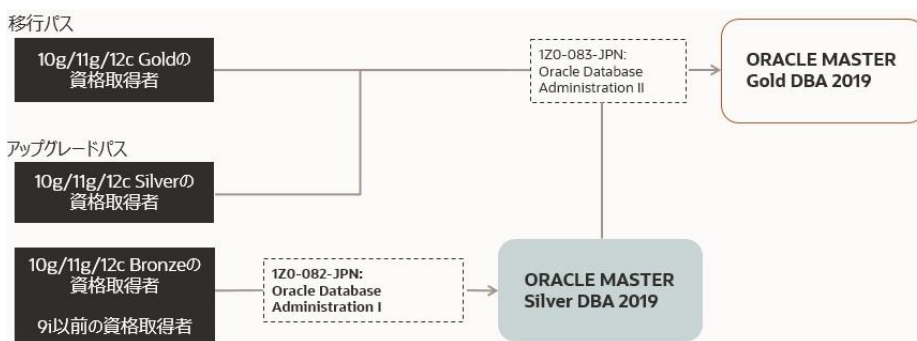 移行パス
10g/11g/12c Goldの
資格取得者
1Z0-083-JPN:
Oracle Database
Administration II
ORACLE MASTER
Gold DBA 2019
アップグレードパス
10g/11g/12c Silverの
資格取得者
10g/11g/12c Bronzeの
資格取得者
9i以前の資格取得者
1Z0-082-JPN:
Oracle Database
Administration I
ORACLE MASTER
Silver DBA 2019